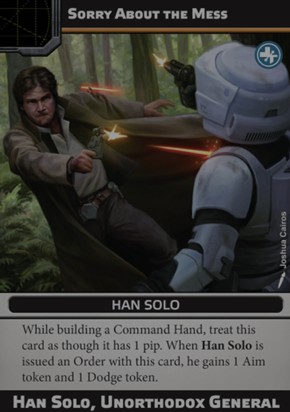 Sorry About the Mess
Joshua Cairos
HAN SOLO
While building a Command Hand, treat this
card as though it has 1 pip. When Han Solo is
issued an Order with this card, he gains 1 Aim
token and 1 Dodge token.
Han Solo, Unorthodox General